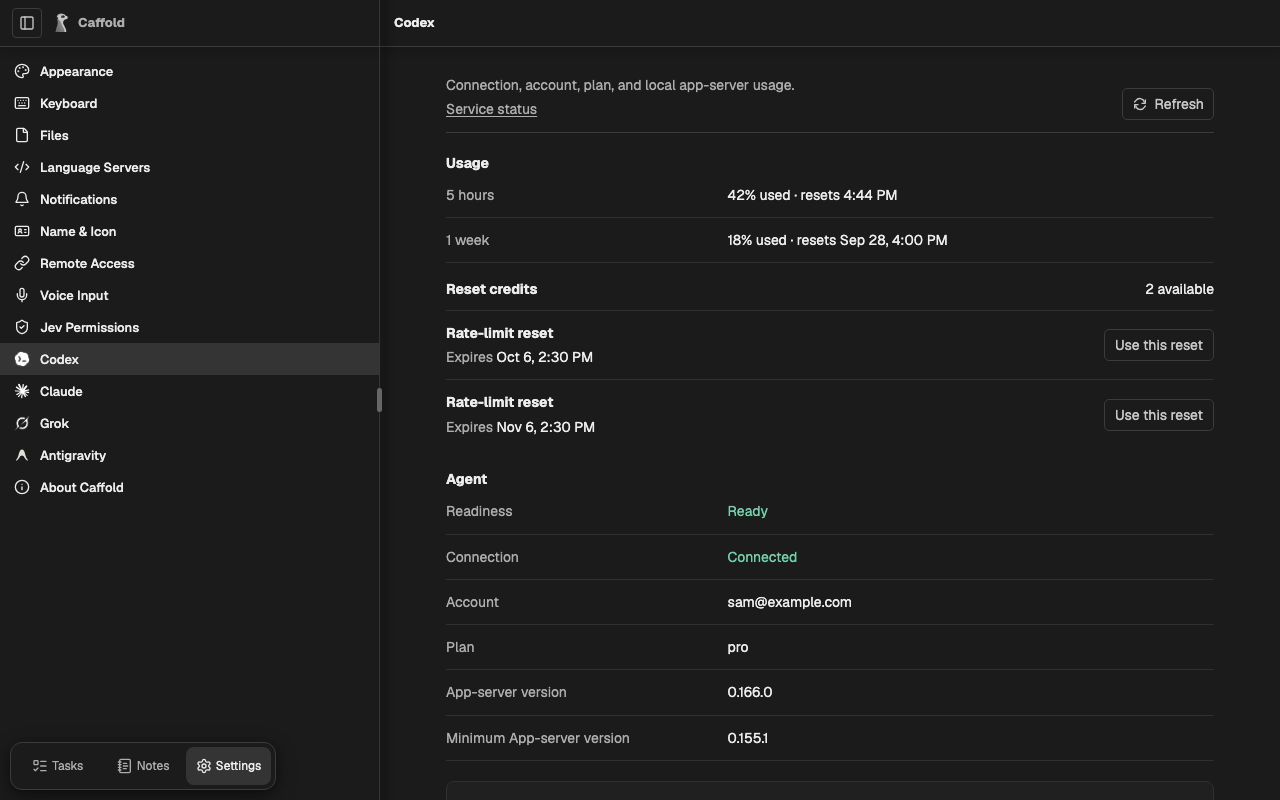 Caffold
Codex
Appearance
Keyboard
Files
Language Servers
Notifications
Name & Icon
Remote Access
Voice Input
Jev Permissions
Codex
Claude
Grok
Antigravity
About Caffold
Tasks
Notes
Settings
Connection, account, plan, and local app-server usage.
Service status
Refresh
Usage
5 hours 42% used · resets 4:44 PM
1 week 18% used · resets Sep 28, 4:00 PM
Reset credits 2 available
Rate-limit reset
Expires Oct 6, 2:30 PM
Use this reset
Rate-limit reset
Expires Nov 6, 2:30 PM
Use this reset
Agent
Readiness Ready
Connection Connected
Account sam@example.com
Plan pro
App-server version 0.166.0
Minimum App-server version 0.155.1